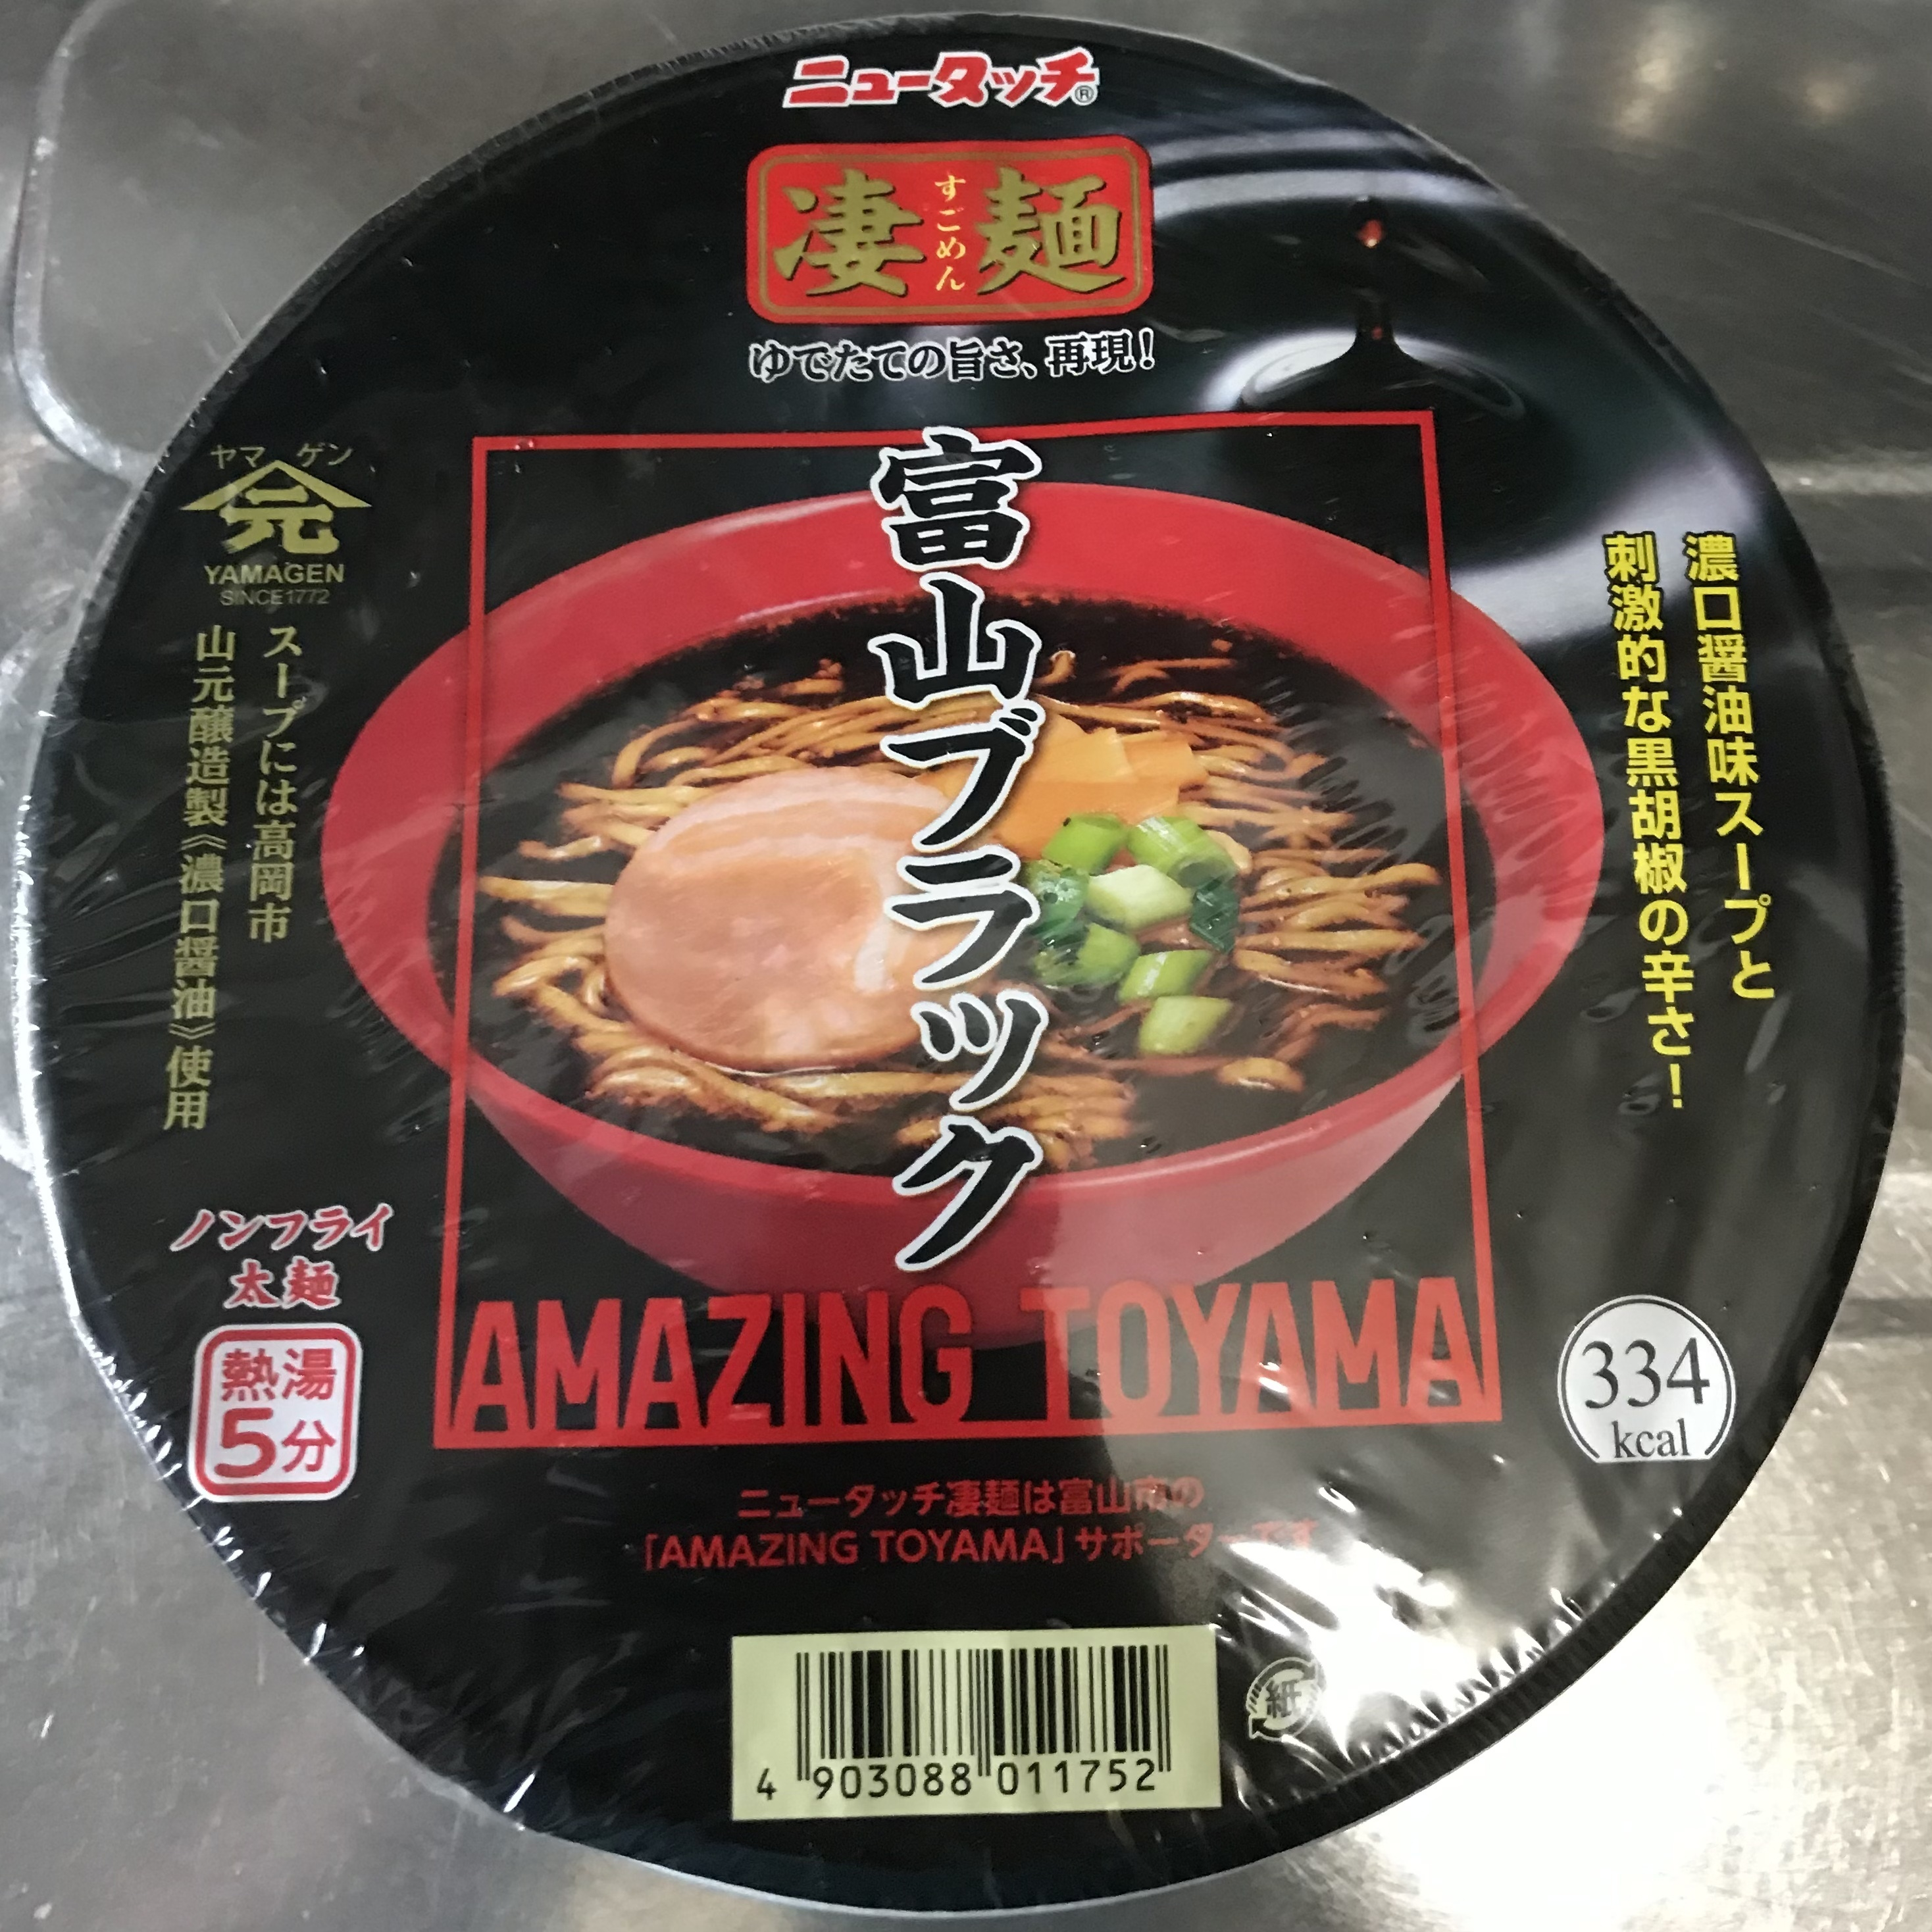 ニュータッチ®
凄麺
すごめん
ゆでたての旨さ、再現!
富山ブラック
濃口醤油味スープと
刺激的な黒胡椒の辛さ!
ヤマ ゲン
元
YAMAGEN
SINCE1772
スープには高岡市
山元醸造製《濃口醤油》使用
ノンフライ
太麺
熱湯
5分
AMAZING TOYAMA
334
kcal
ニュータッチ凄麺は富山市の
「AMAZING TOYAMA」サポーターです
4 903088 011752
紙